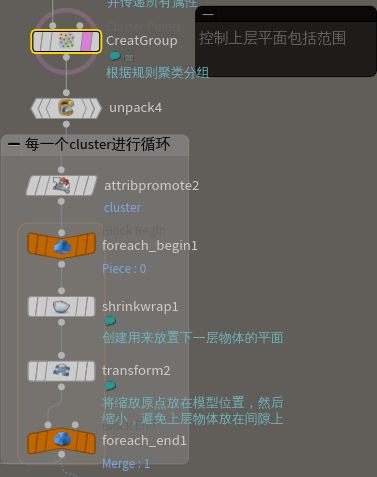 并传递所有属性
Cluster Points
CreatGroup
控制上层平面包括范围
根据规则聚类分组
unpack4
每一个cluster进行循环
attribpromote2
cluster
Block Begin
foreach_begin1
Piece : 0
shrinkwrap1
创建用来放置下一层物体的平面
transform2
将缩放原点放在模型位置，然后
缩小，避免上层物体放在间隙上
Block End
foreach_end1
Merge : 1